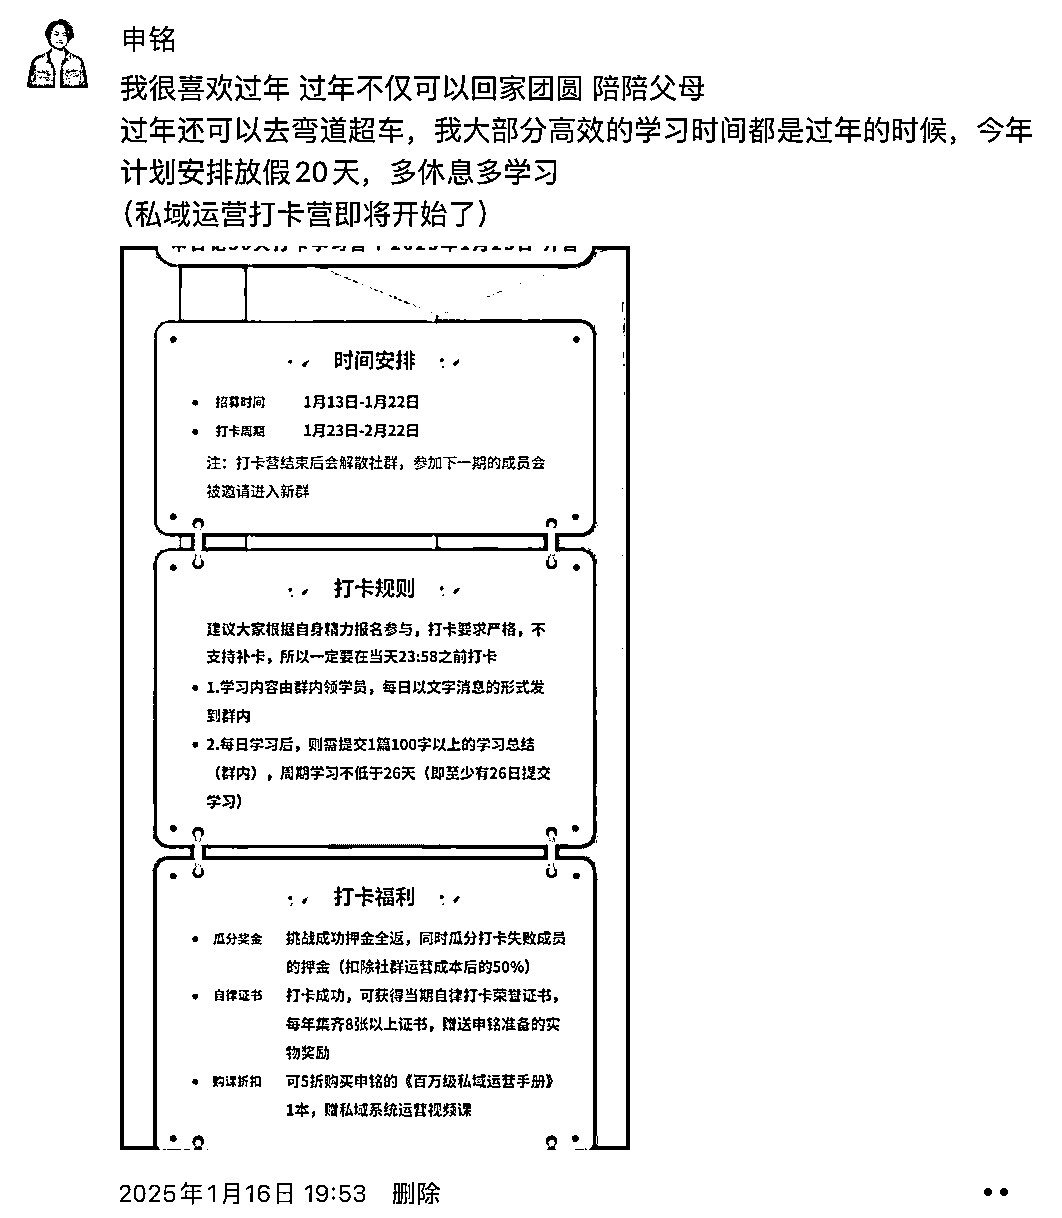 申铭
我很喜欢过年 过年不仅可以回家团圆 陪陪父母
过年还可以去弯道超车，我大部分高效的学习时间都是过年的时候，今年
计划安排放假20天，多休息多学习
（私域运营打卡营即将开始了）
时间安排
招募时间 1月13日-1月22日
打卡周期 1月23日-2月22日
注：打卡营结束后会解散社群，参加下一期的成员会
被邀请进入新群
打卡规则
建议大家根据自身精力报名参与，打卡要求严格，不
支持补卡，所以一定要在当天23:58之前打卡
1.学习内容由群内领学员，每日以文字消息的形式发
到群内
2.每日学习后，则需提交1篇100字以上的学习总结
（群内），周期学习不低于26天（即至少有26日提交
学习）
打卡福利
瓜分奖金 挑战成功押金全返，同时瓜分打卡失败成员
的押金（扣除社群运营成本后的50%）
自律证书 打卡成功，可获得当期自律打卡荣誉证书，
每年集齐8张以上证书，赠送申铭准备的实
物奖励
购课折扣 可5折购买申铭的《百万级私域运营手册》
1本，赠私域系统运营视频课
2025年1月16日 19:53 删除